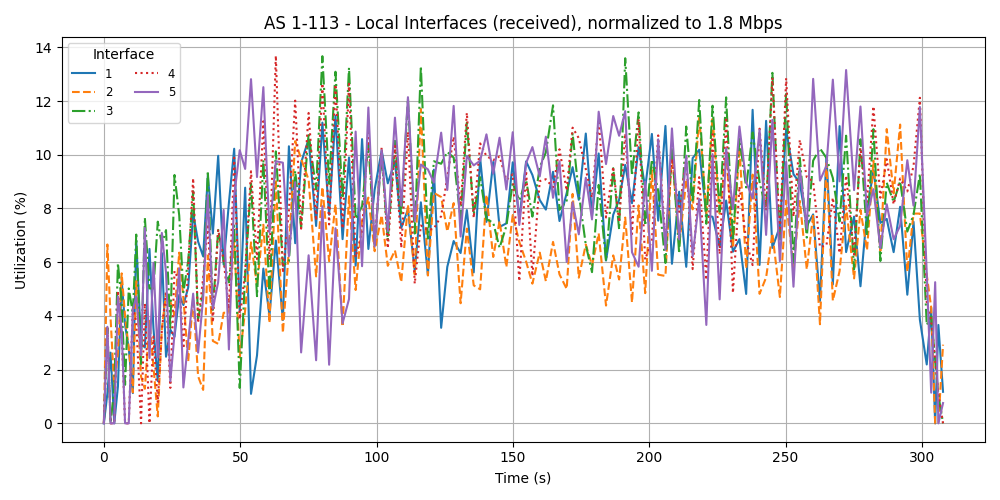 AS 1-113 - Local Interfaces (received), normalized to 1.8 Mbps
Interface
1
2
3
4
5
Utilization (%)
14
12
10
8
6
4
2
0
0 50 100 150 200 250 300
Time (s)